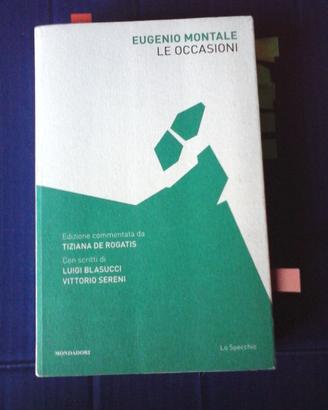 EUGENIO MONTALE
LE OCCASIONI
Edizione commentata da
TIZIANA DE ROGATIS
Con scritti di
LUIGI BLASUCCI
VITTORIO SERENI
MONDADORI
Lo Specchio